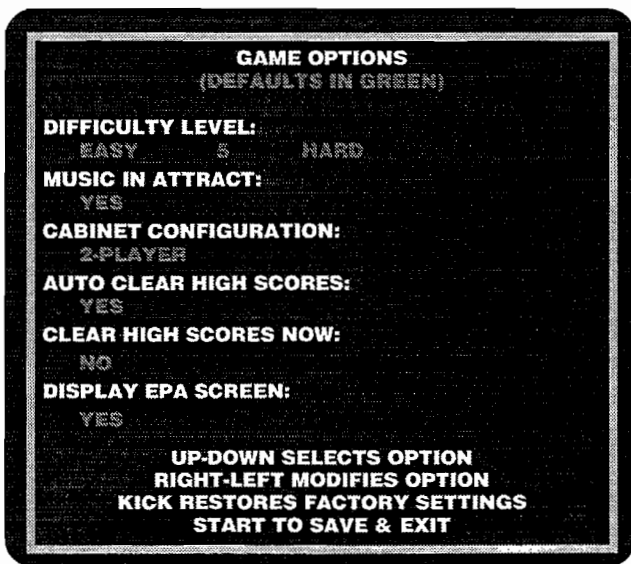 GAME OPTIONS
(DEFAULTS IN GREEN)
DIFFICULTY LEVEL:
EASY 5 HARD
MUSIC IN ATTRACT:
YES
CABINET CONFIGURATION:
2-PLAYER
AUTO CLEAR HIGH SCORES:
YES
CLEAR HIGH SCORES NOW:
NO
DISPLAY EPA SCREEN:
YES
UP-DOWN SELECTS OPTION
RIGHT-LEFT MODIFIES OPTION
KICK RESTORES FACTORY SETTINGS
START TO SAVE & EXIT